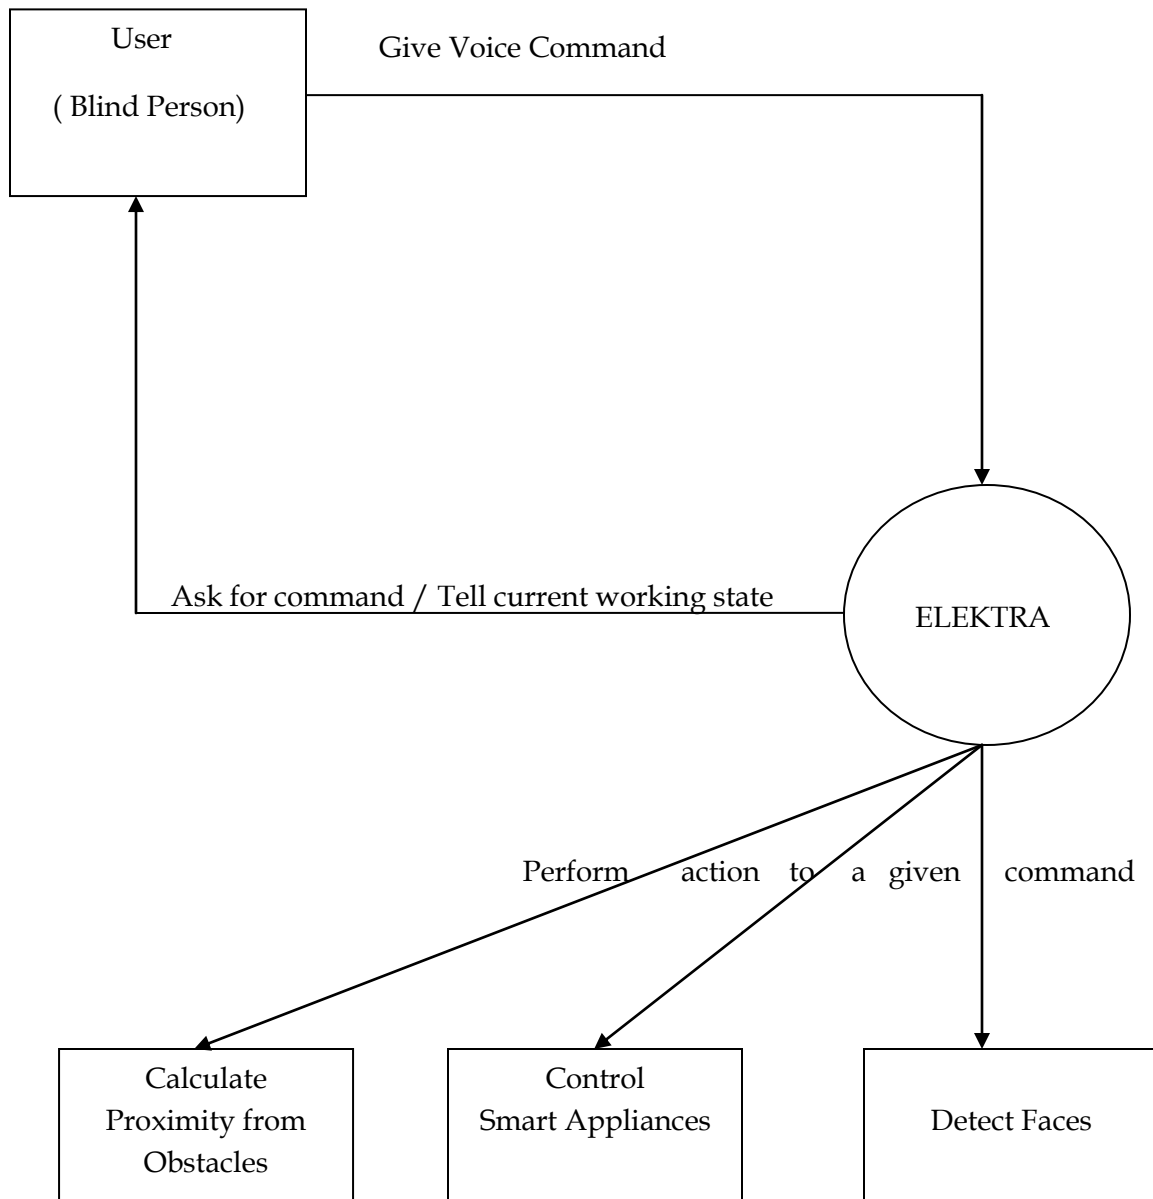 User
( Blind Person)
Give Voice Command
Ask for command / Tell current working state
ELEKTRA
Perform action to a given command
Calculate
Proximity from
Obstacles
Control
Smart Appliances
Detect Faces